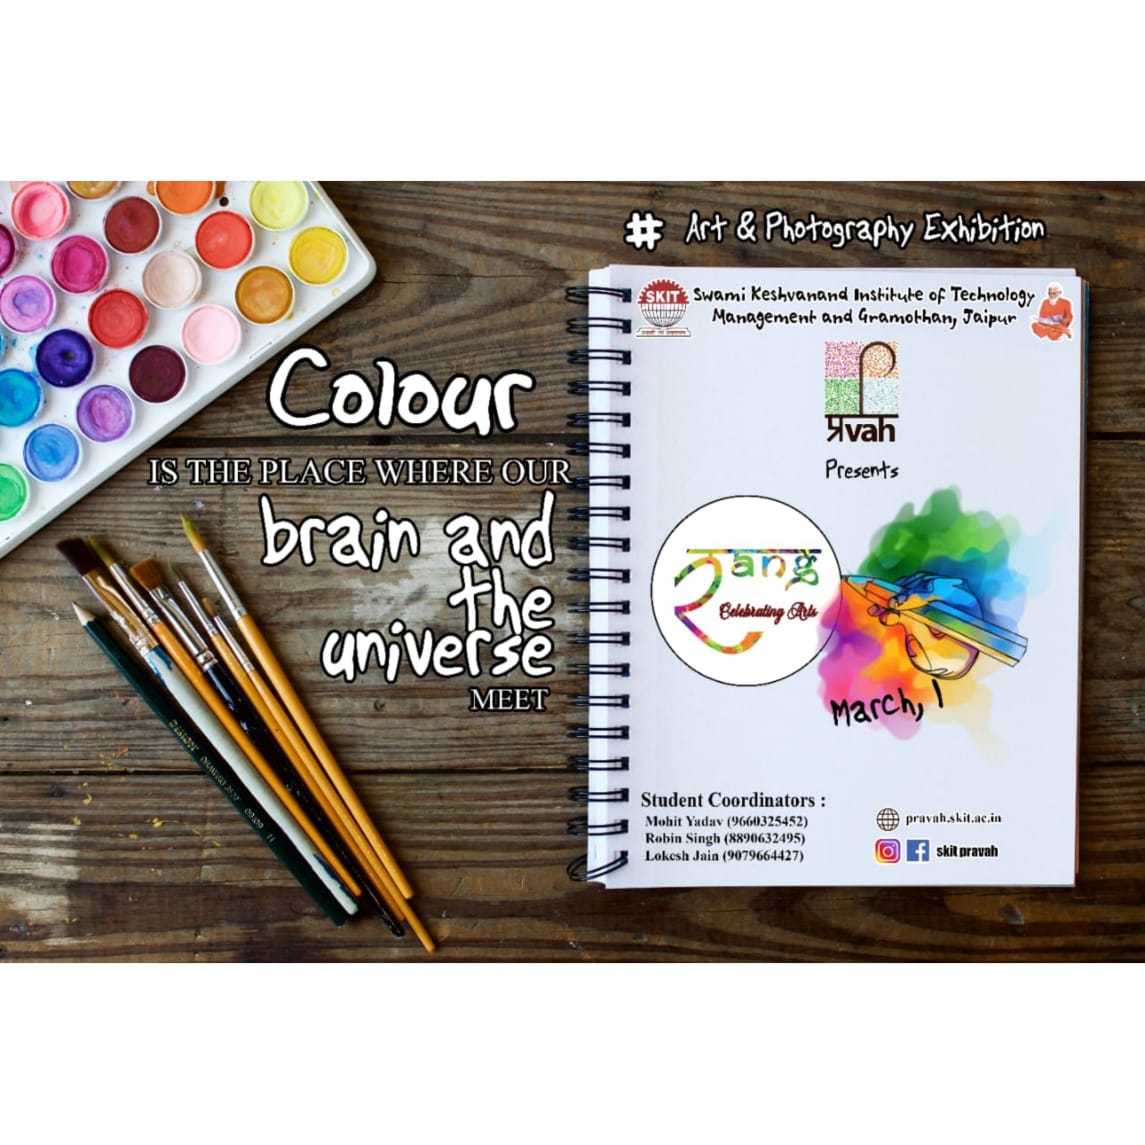 # Art & Photography Exhibition
Colour
IS THE PLACE WHERE OUR
brain and
the
universe
MEET
SKIT
Swami Keshvanand Institute of Technology
Management and Gramothan, Jaipur
प्रvah
Presents
रang
Celebrating Arts
March, 1
Student Coordinators :
Mohit Yadav (9660325452)
Robin Singh (8890632495)
Lokesh Jain (9079664427)
pravah.skit.ac.in
skit pravah